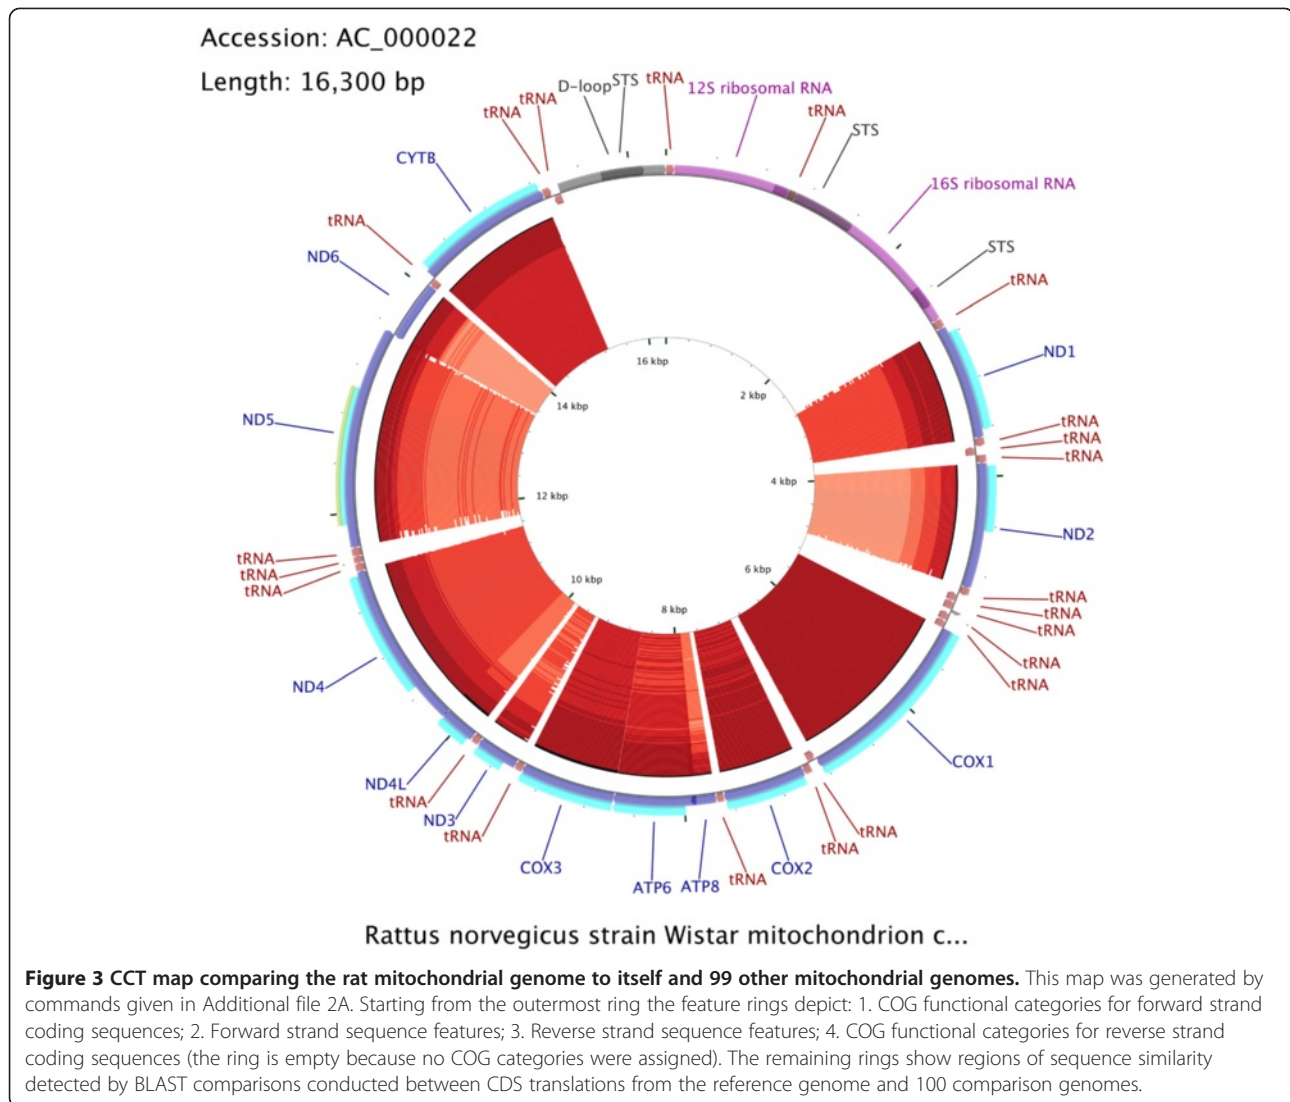 Accession: AC_000022
Length: 16,300 bp
tRNA
tRNA
D-loop
STS
tRNA
12S ribosomal RNA
tRNA
STS
16S ribosomal RNA
STS
tRNA
ND1
tRNA
tRNA
tRNA
ND2
tRNA
tRNA
tRNA
tRNA
tRNA
COX1
tRNA
tRNA
COX2
tRNA
ATP8
ATP6
COX3
tRNA
ND3
tRNA
ND4L
ND4
tRNA
tRNA
tRNA
ND5
ND6
tRNA
CYTB
16 kbp
2 kbp
4 kbp
6 kbp
8 kbp
10 kbp
12 kbp
14 kbp
Rattus norvegicus strain Wistar mitochondrion c...
Figure 3 CCT map comparing the rat mitochondrial genome to itself and 99 other mitochondrial genomes. This map was generated by
commands given in Additional file 2A. Starting from the outermost ring the feature rings depict: 1. COG functional categories for forward strand
coding sequences; 2. Forward strand sequence features; 3. Reverse strand sequence features; 4. COG functional categories for reverse strand
coding sequences (the ring is empty because no COG categories were assigned). The remaining rings show regions of sequence similarity
detected by BLAST comparisons conducted between CDS translations from the reference genome and 100 comparison genomes.